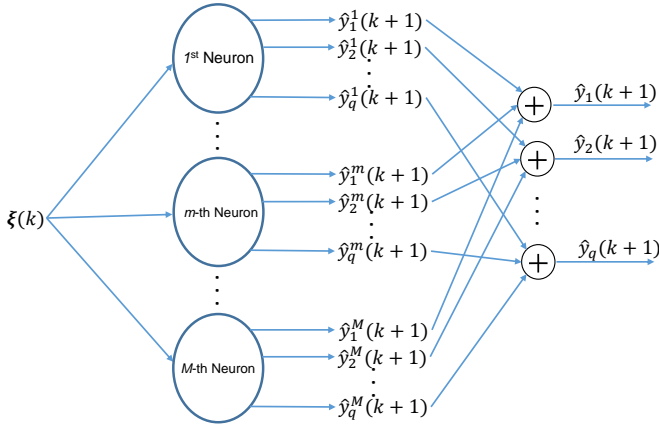 ξ(k)
1st Neuron
ŷ₁¹(k + 1)
ŷ₂¹(k + 1)
⋮
ŷ_q¹(k + 1)
⋮
m-th Neuron
ŷ₁ᵐ(k + 1)
ŷ₂ᵐ(k + 1)
⋮
ŷ_qᵐ(k + 1)
⋮
M-th Neuron
ŷ₁ᴹ(k + 1)
ŷ₂ᴹ(k + 1)
⋮
ŷ_qᴹ(k + 1)
+
ŷ₁(k + 1)
+
ŷ₂(k + 1)
⋮
+
ŷ_q(k + 1)